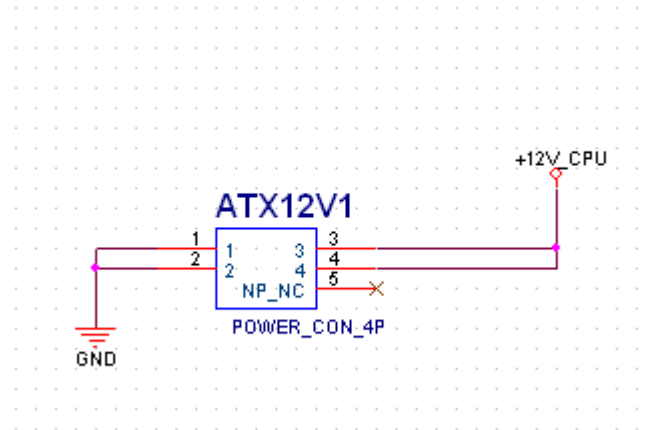 +12V_CPU
ATX12V1
1 1 3 3
2 2 4 4
NP_NC 5
POWER_CON_4P
GND